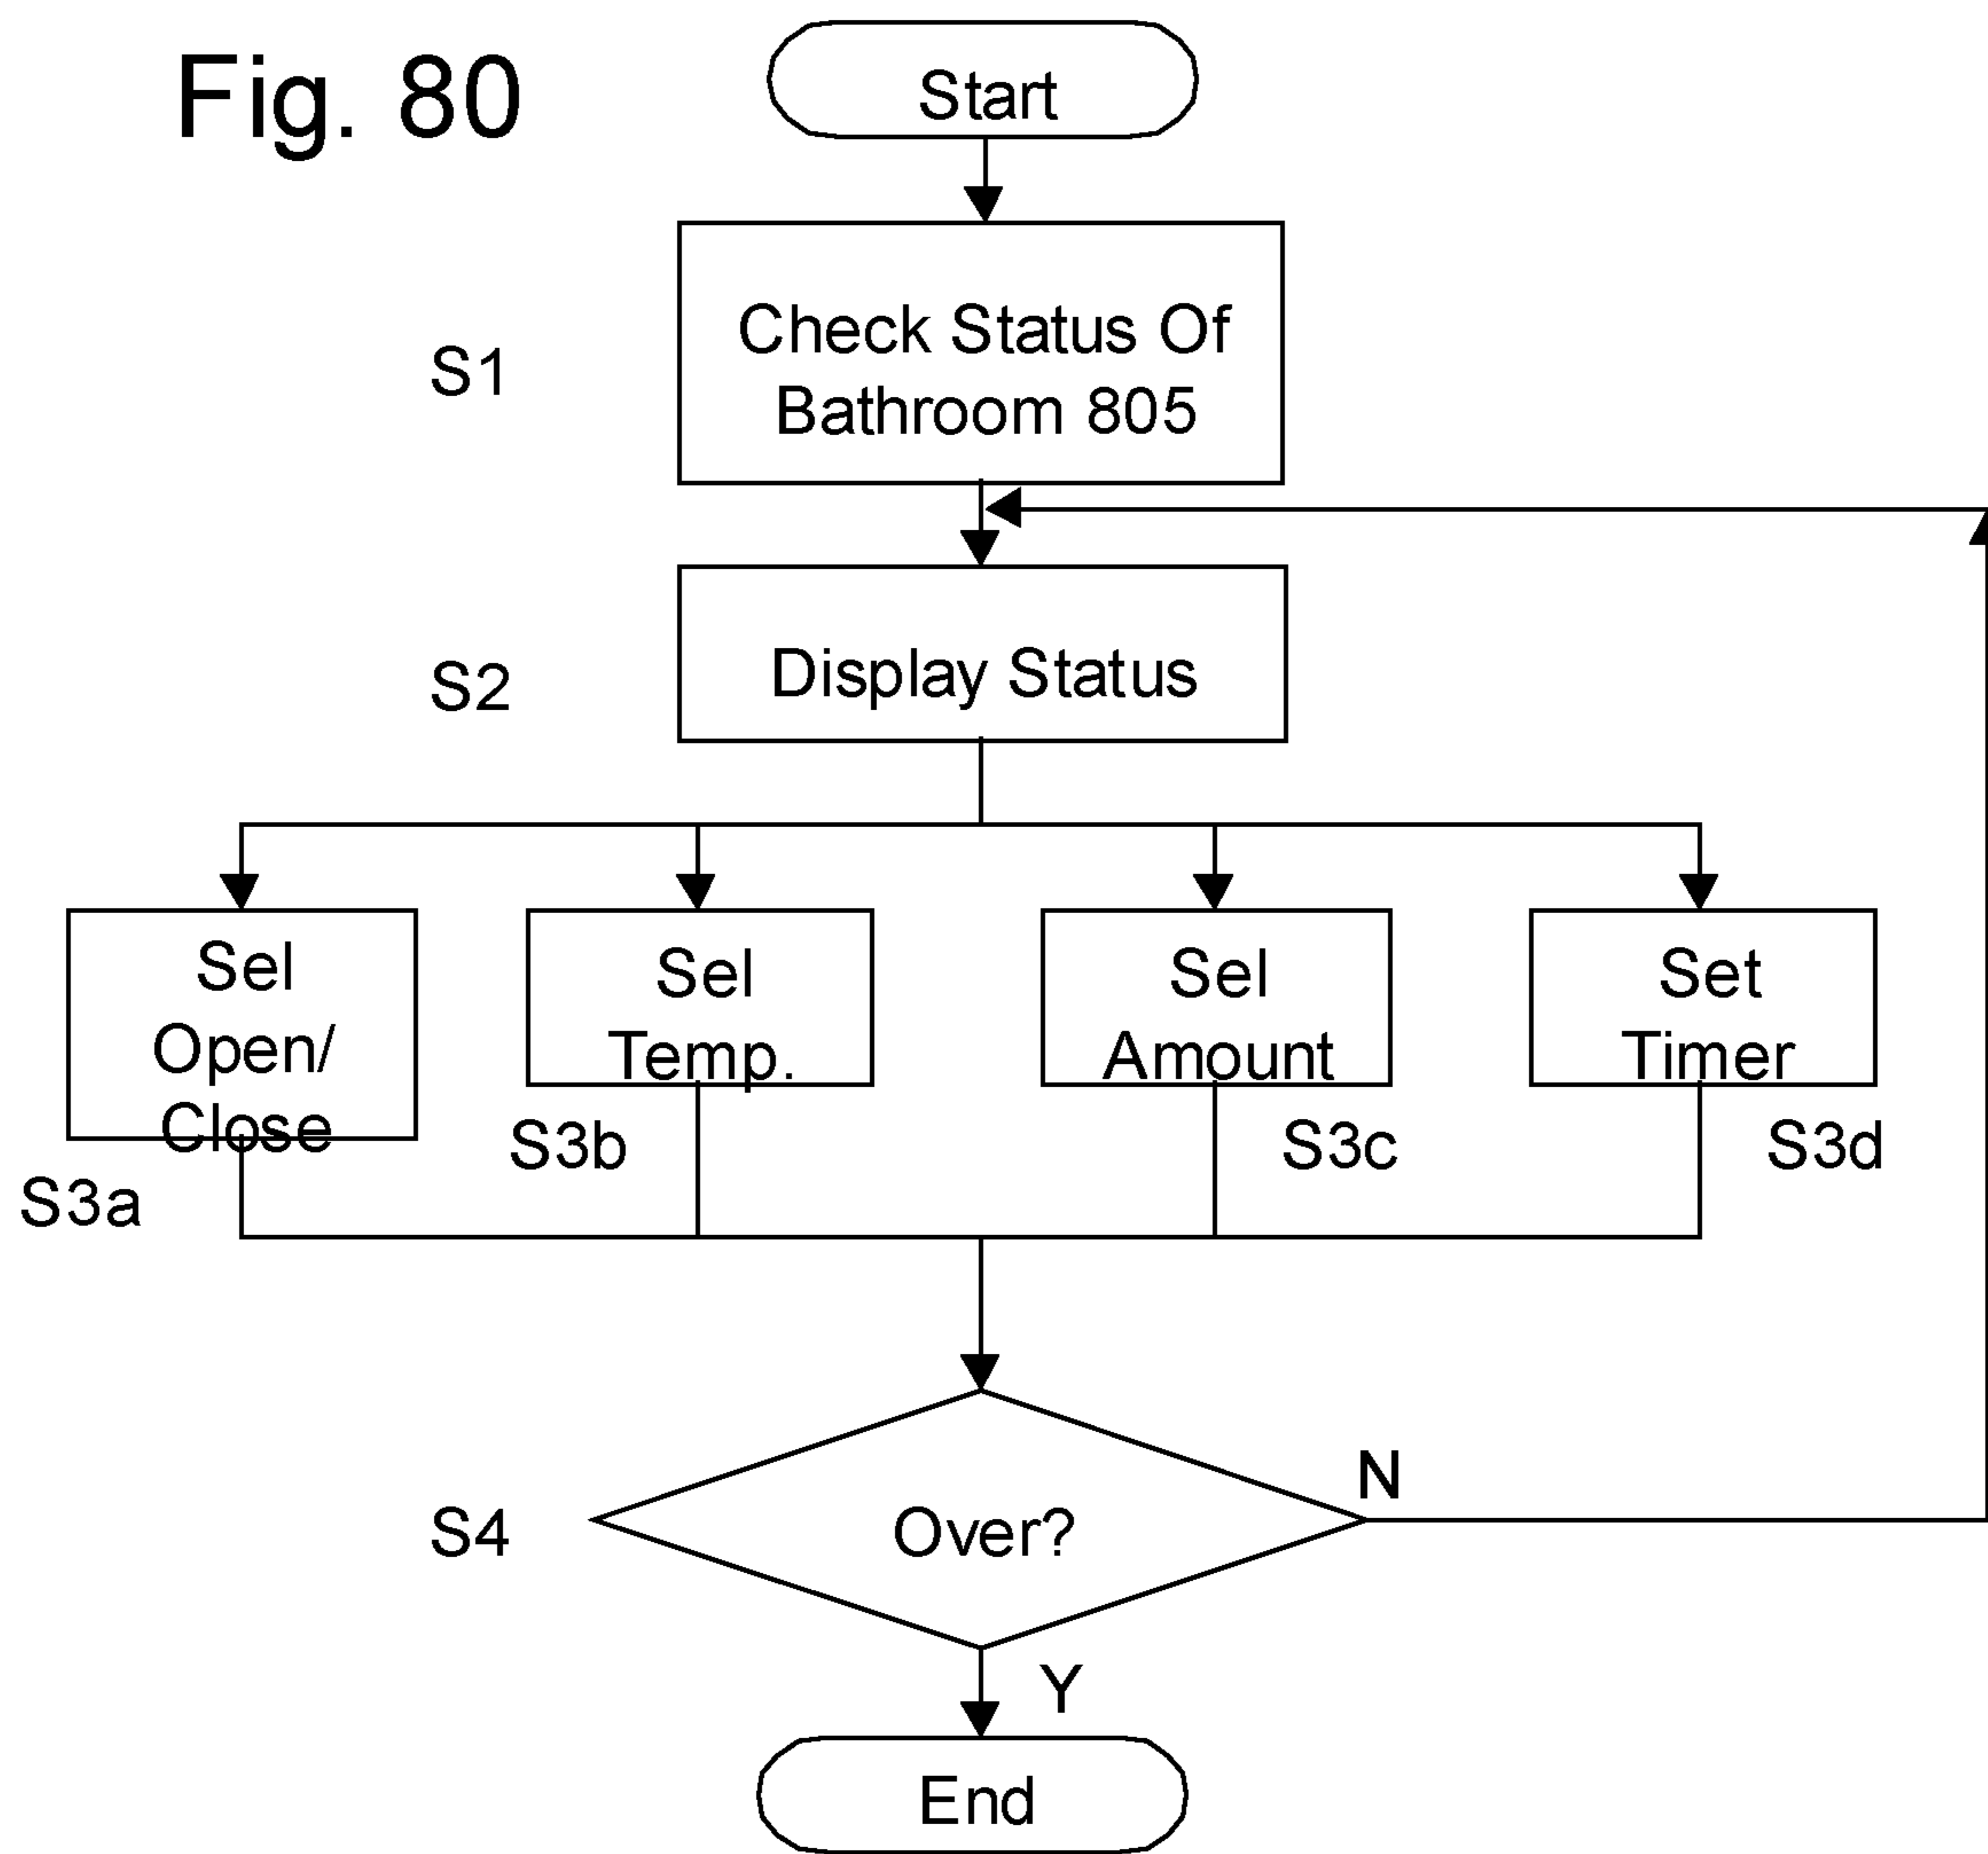 Fig. 80
Start
S1
Check Status Of
Bathroom 805
S2
Display Status
Sel
Open/
Close
S3a
Sel
Temp.
S3b
Sel
Amount
S3c
Set
Timer
S3d
S4
Over?
N
Y
End